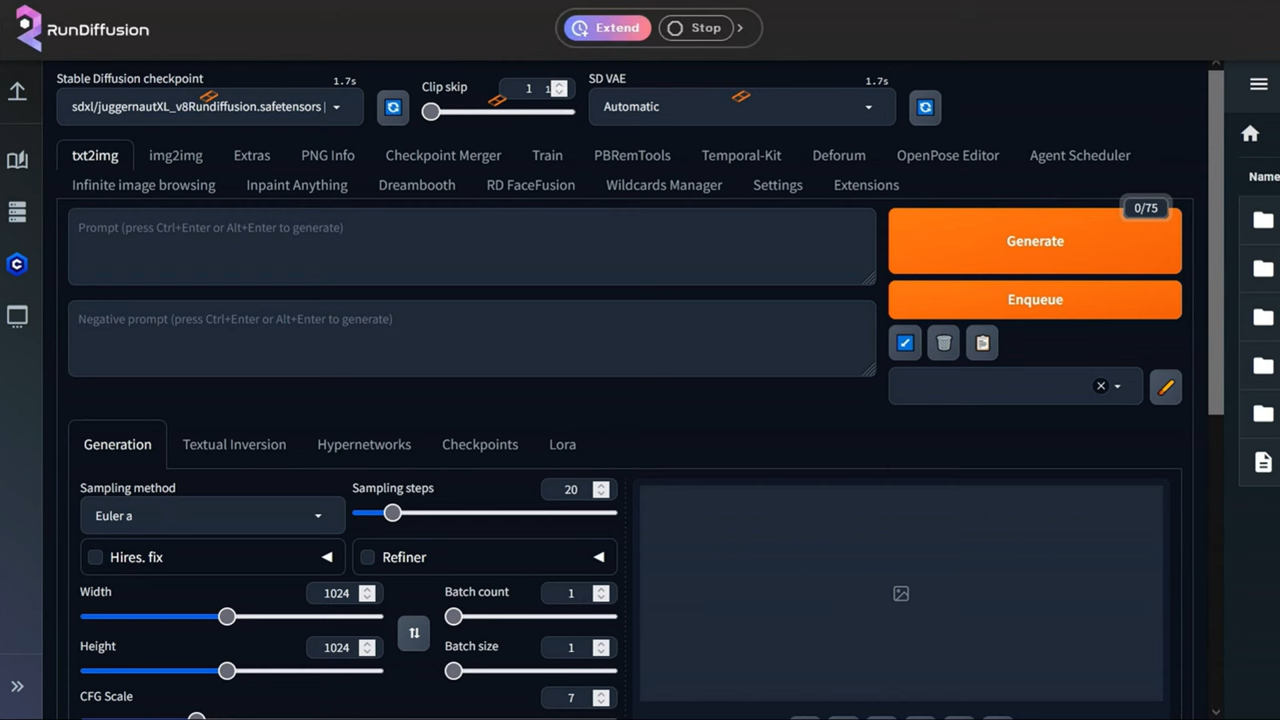 RunDiffusion
Extend
Stop
Stable Diffusion checkpoint
1.7s
sdxl/juggernautXL_v8Rundiffusion.safetensors
Clip skip
1
SD VAE
1.7s
Automatic
txt2img
img2img
Extras
PNG Info
Checkpoint Merger
Train
PBRemTools
Temporal-Kit
Deforum
OpenPose Editor
Agent Scheduler
Infinite image browsing
Inpaint Anything
Dreambooth
RD FaceFusion
Wildcards Manager
Settings
Extensions
Name
Prompt (press Ctrl+Enter or Alt+Enter to generate)
0/75
Generate
Negative prompt (press Ctrl+Enter or Alt+Enter to generate)
Enqueue
Generation
Textual Inversion
Hypernetworks
Checkpoints
Lora
Sampling method
Euler a
Sampling steps
20
Hires. fix
Refiner
Width
1024
Batch count
1
Height
1024
Batch size
1
CFG Scale
7